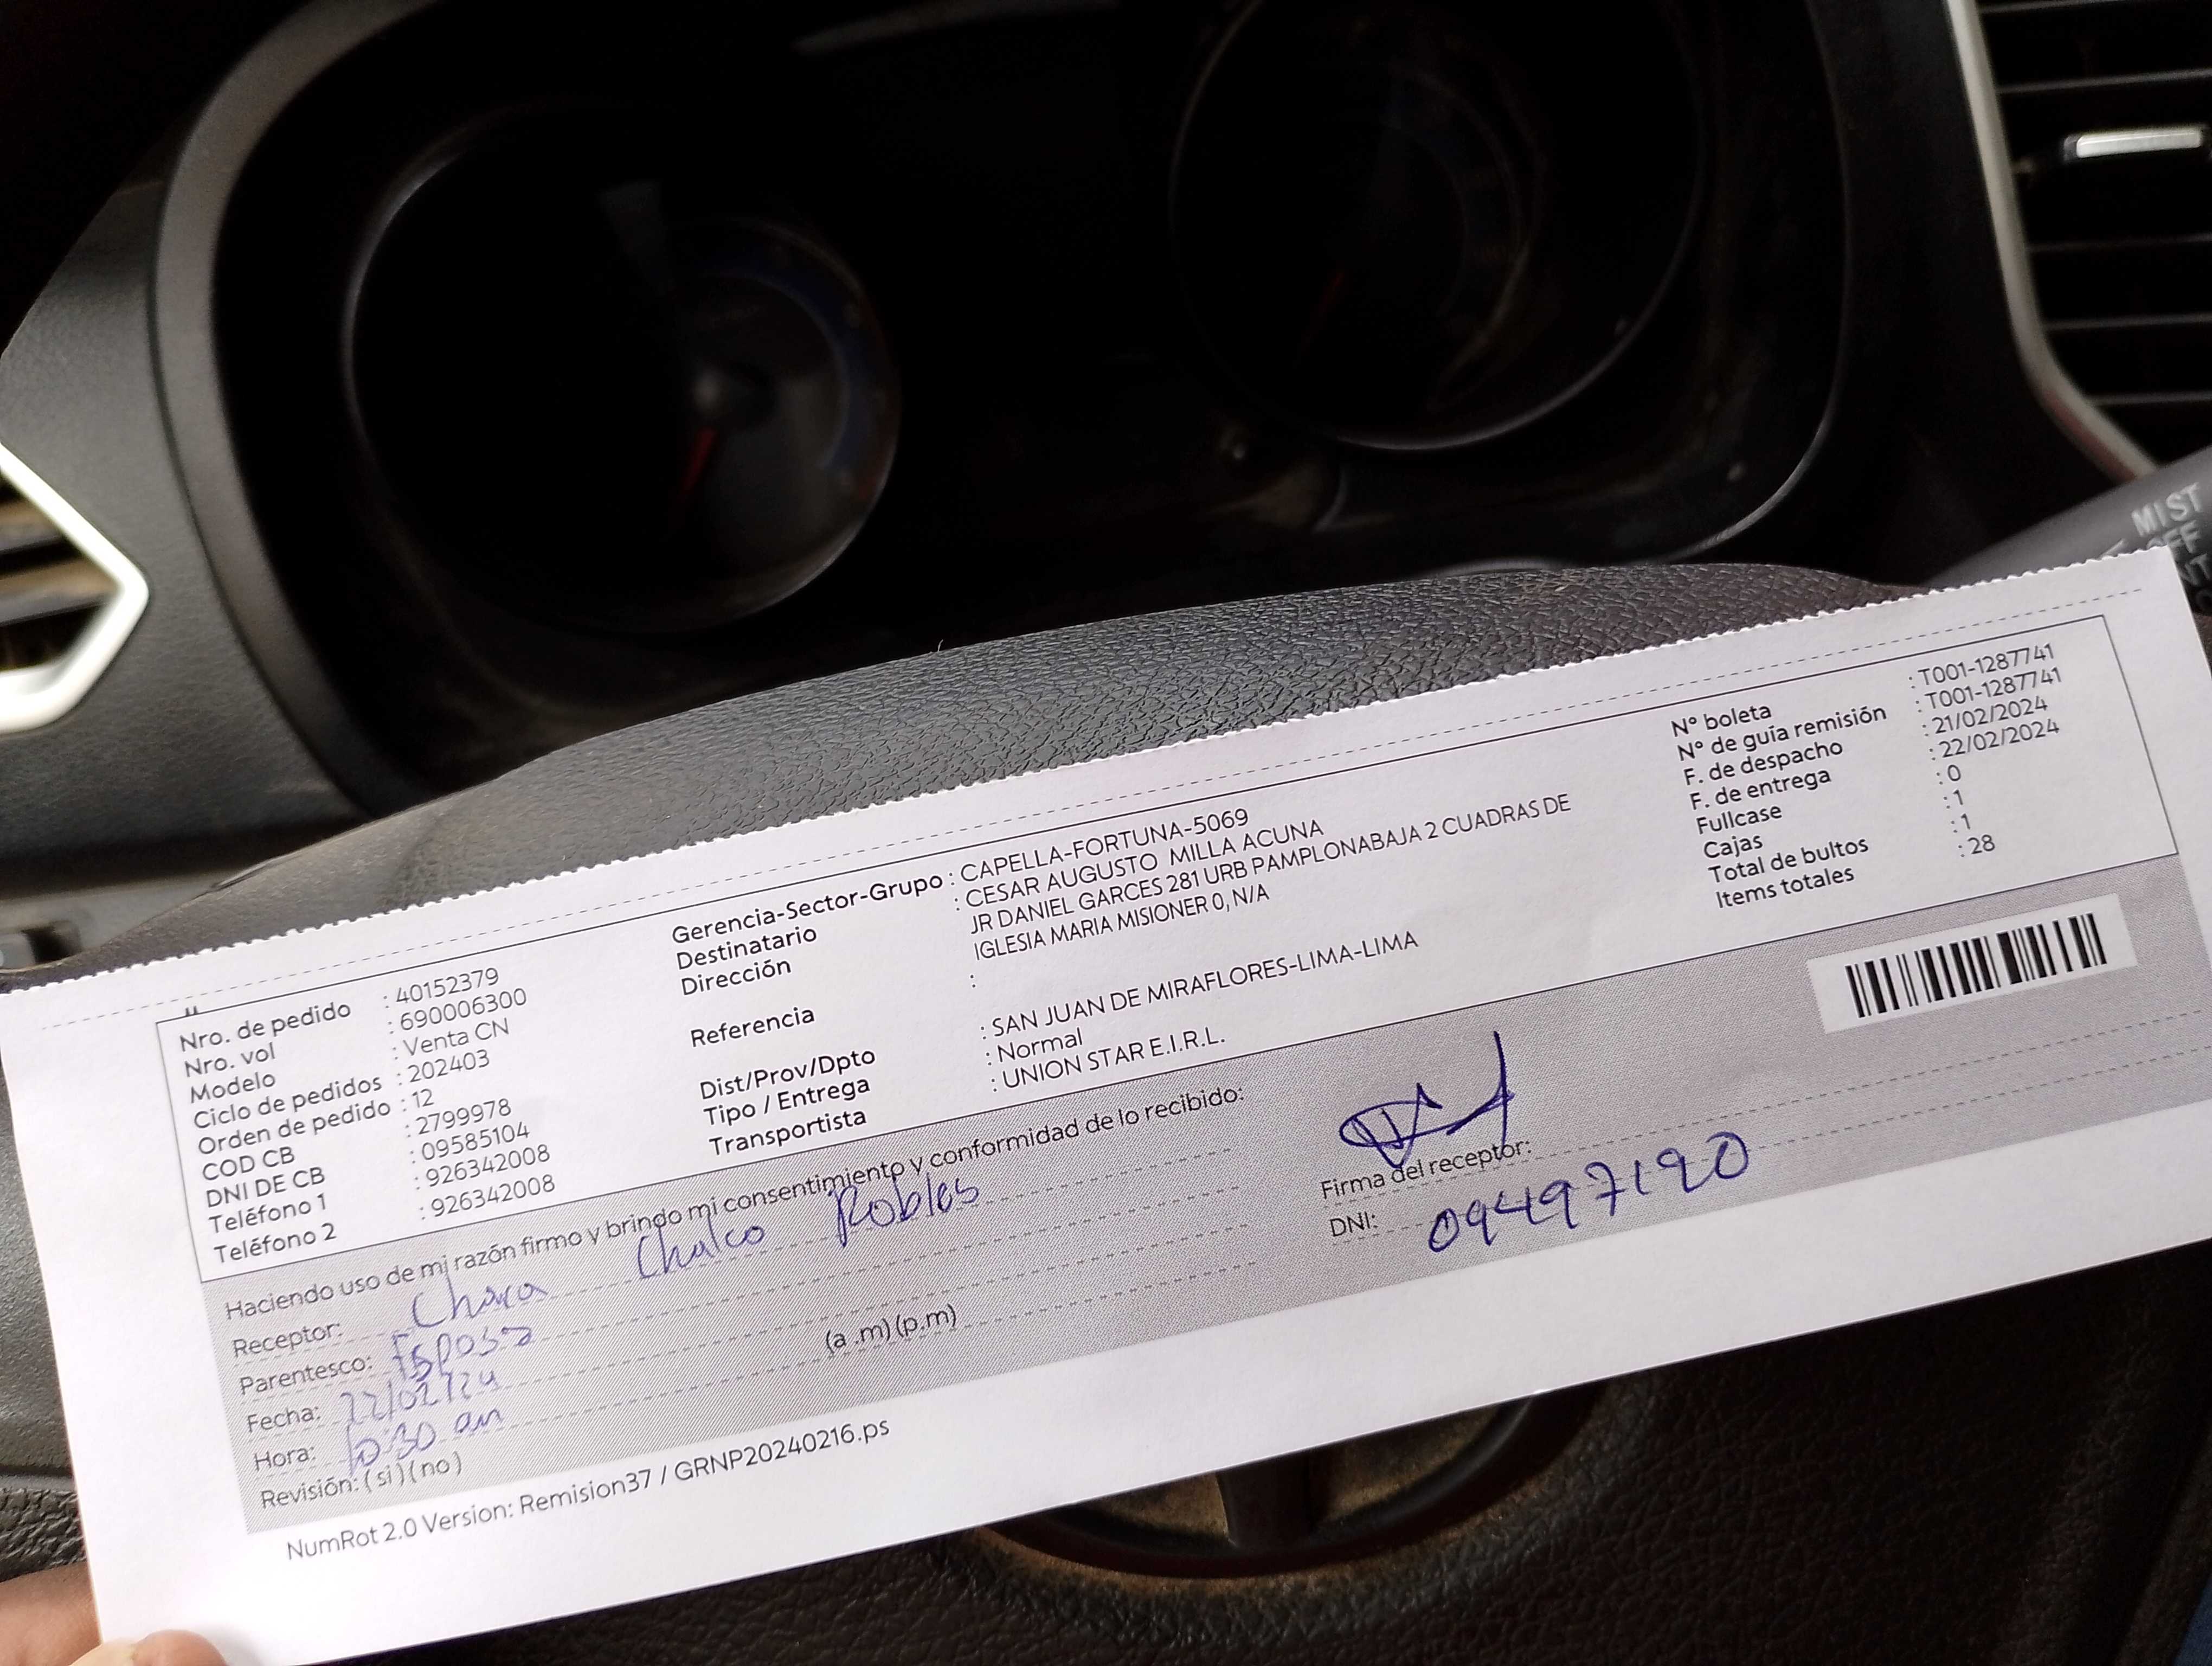 MIST
Nro. de pedido : 40152379
Nro. vol : 690006300
Modelo : Venta CN
Ciclo de pedidos : 202403
Orden de pedido : 12
COD CB : 2799978
DNI DE CB : 09585104
Teléfono 1 : 926342008
Teléfono 2 : 926342008
Gerencia-Sector-Grupo : CAPELLA-FORTUNA-5069
Destinatario : CESAR AUGUSTO MILLA ACUNA
Dirección JR DANIEL GARCES 281 URB PAMPLONABAJA 2 CUADRAS DE
IGLESIA MARIA MISIONER 0, N/A
Referencia :
Dist/Prov/Dpto : SAN JUAN DE MIRAFLORES-LIMA-LIMA
Tipo / Entrega : Normal
Transportista : UNION STAR E.I.R.L.
N° boleta : T001-1287741
N° de guía remisión : T001-1287741
F. de despacho : 21/02/2024
F. de entrega : 22/02/2024
Fullcase : 0
Cajas : 1
Total de bultos : 1
Items totales : 28
Haciendo uso de mi razón firmo y brindo mi consentimiento y conformidad de lo recibido:
Receptor: Chalco Robles
Parentesco: Esposa
Fecha: 22/02/24
Hora: 10:30 am (a .m)(p.m)
Revisión: (si)(no)
Firma del receptor:
DNI: 09497190
NumRot 2.0 Version: Remision37 / GRNP20240216.ps